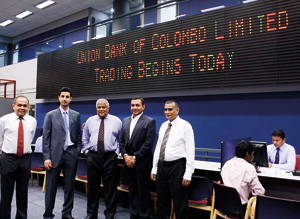 Union Bank of Colombo Limited
Trading Begins Today